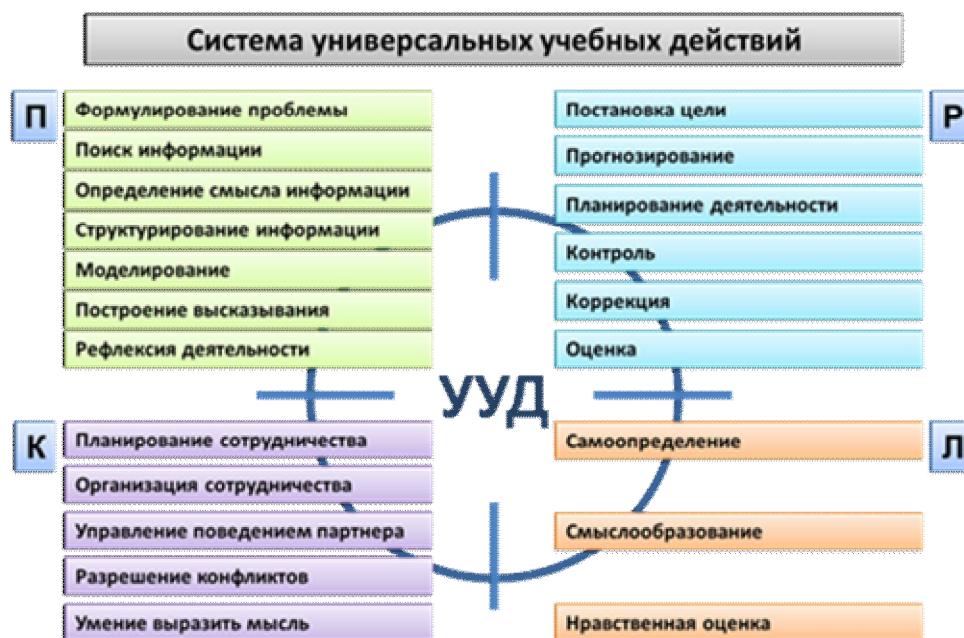 Система универсальных учебных действий
П
Формулирование проблемы
Поиск информации
Определение смысла информации
Структурирование информации
Моделирование
Построение высказывания
Рефлексия деятельности
Р
Постановка цели
Прогнозирование
Планирование деятельности
Контроль
Коррекция
Оценка
УУД
К
Планирование сотрудничества
Организация сотрудничества
Управление поведением партнера
Разрешение конфликтов
Умение выразить мысль
Л
Самоопределение
Смыслообразование
Нравственная оценка